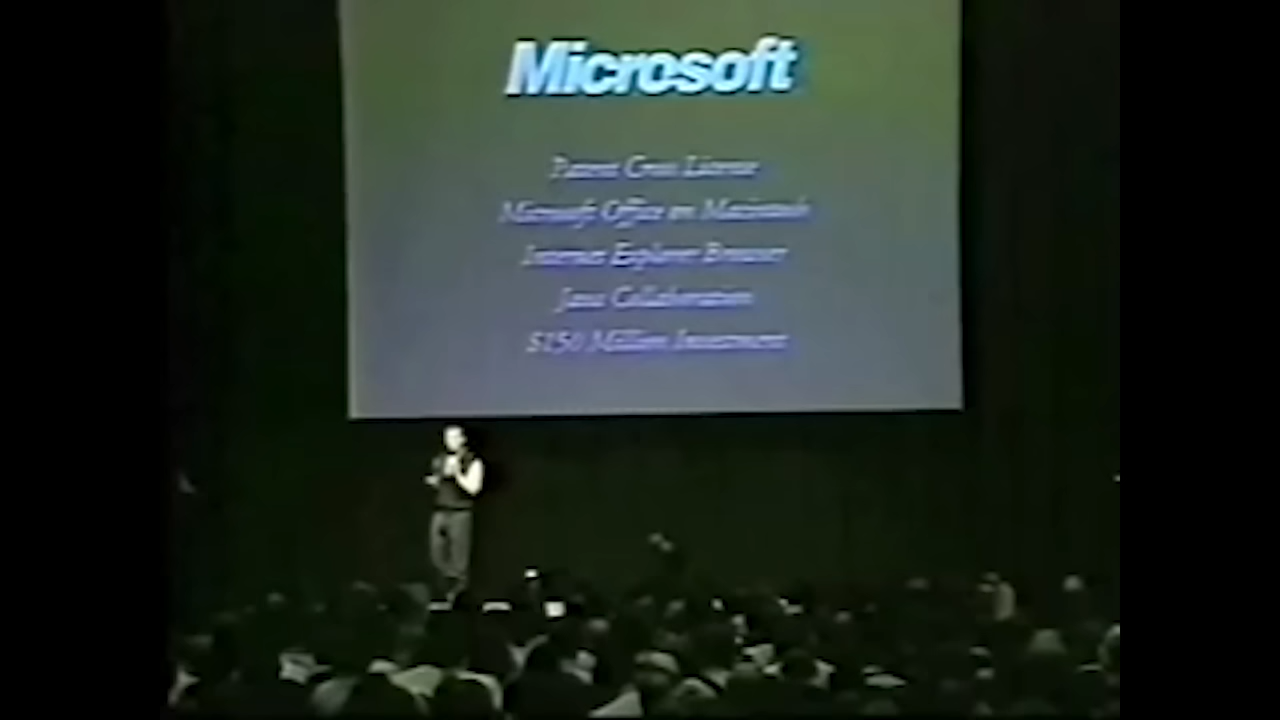 Microsoft
Patent Cross License
Microsoft Office on Macintosh
Internet Explorer Browser
Java Collaboration
$150 Million Investment